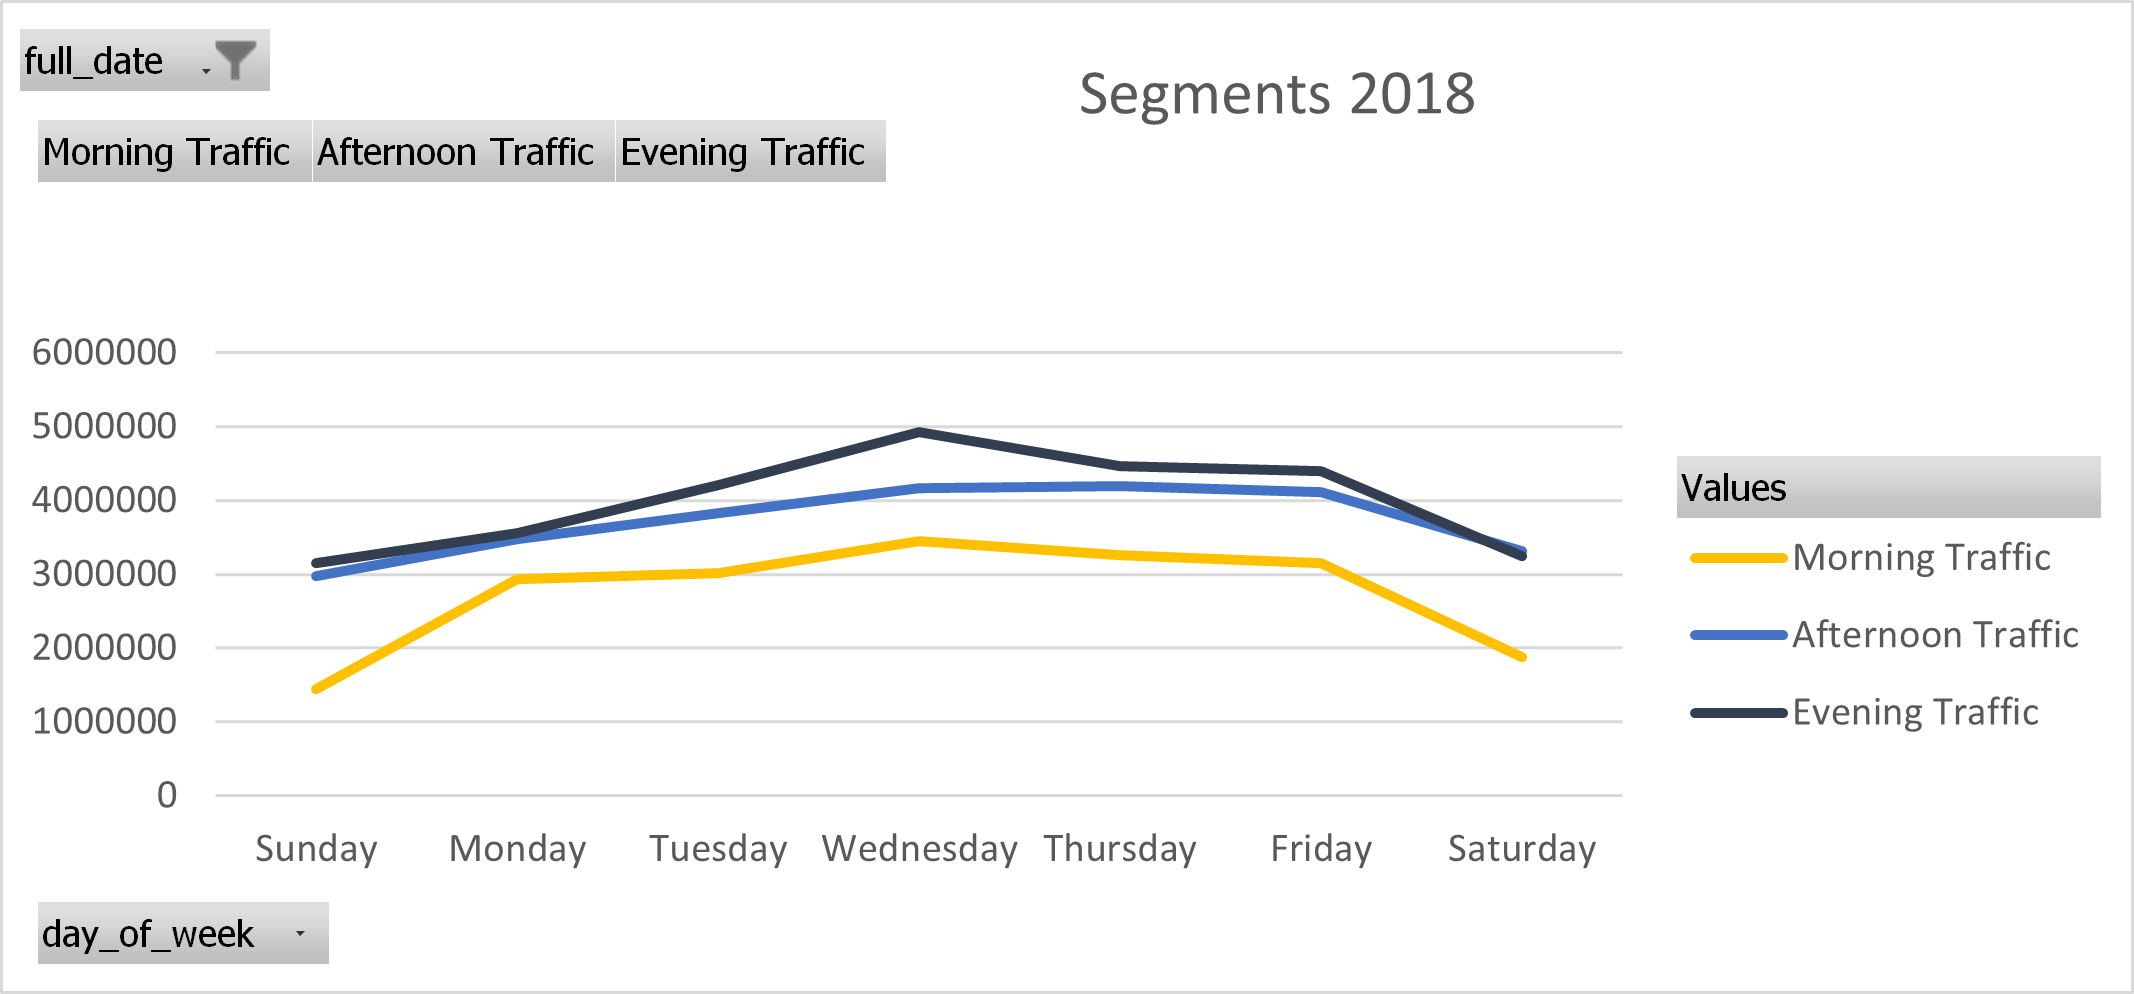 full_date
Segments 2018
Morning Traffic Afternoon Traffic Evening Traffic
6000000
5000000
4000000
3000000
2000000
1000000
0
Sunday Monday Tuesday Wednesday Thursday Friday Saturday
Values
Morning Traffic
Afternoon Traffic
Evening Traffic
day_of_week